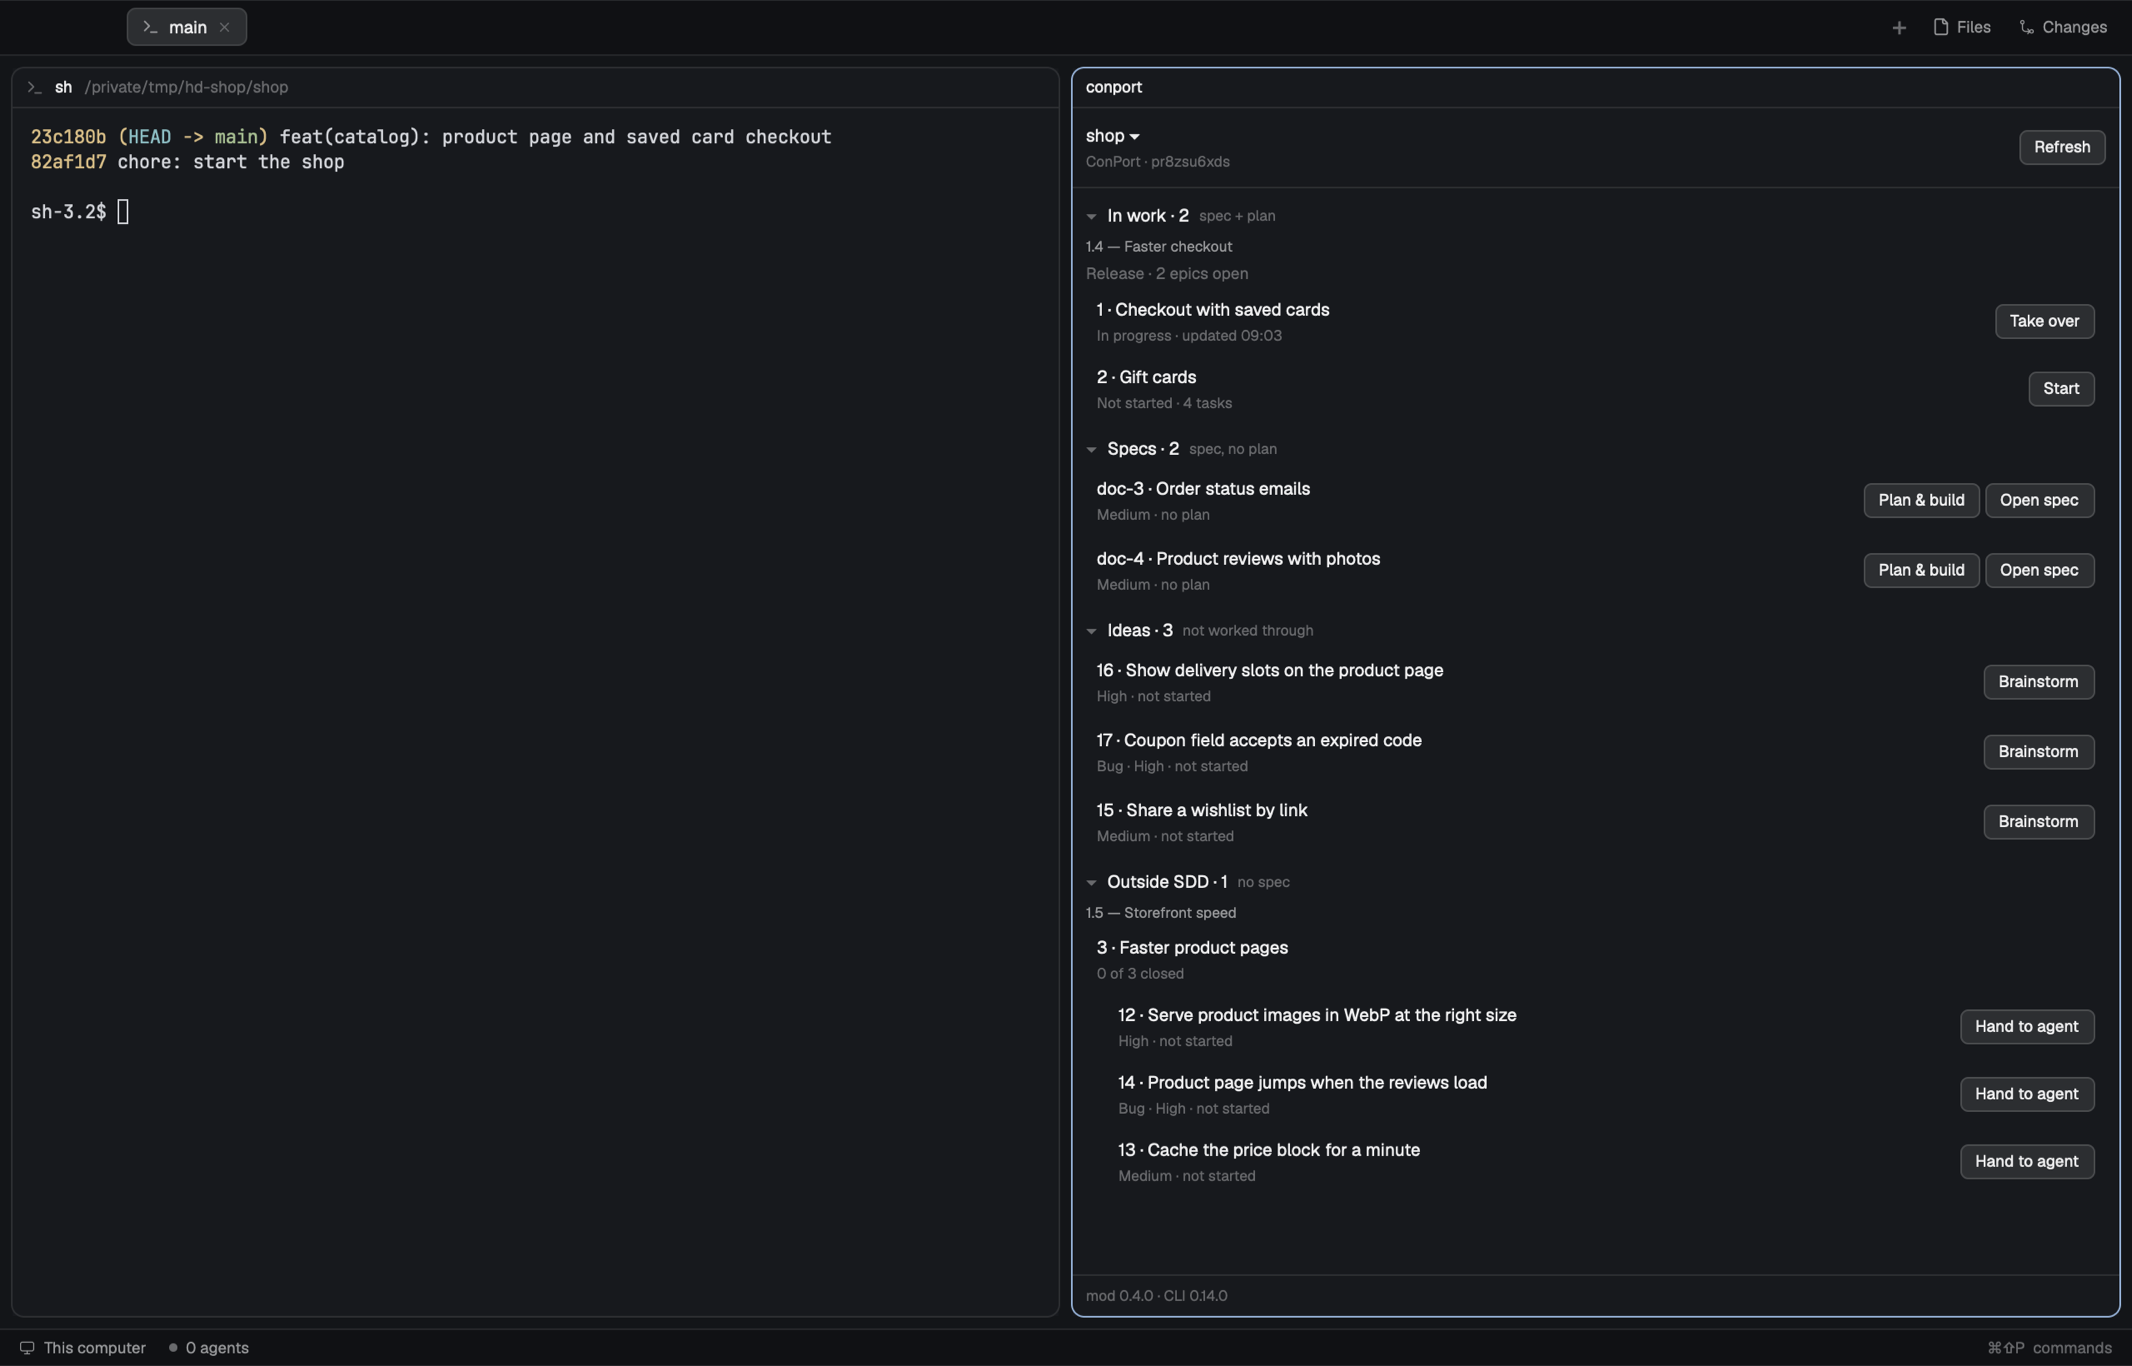 main
Files
Changes
sh /private/tmp/hd-shop/shop
23c180b (HEAD -> main) feat(catalog): product page and saved card checkout
82af1d7 chore: start the shop
sh-3.2$
conport
shop
ConPort · pr8zsu6xds
Refresh
In work · 2 spec + plan
1.4 — Faster checkout
Release · 2 epics open
1 · Checkout with saved cards
In progress · updated 09:03
Take over
2 · Gift cards
Not started · 4 tasks
Start
Specs · 2 spec, no plan
doc-3 · Order status emails
Medium · no plan
Plan & build
Open spec
doc-4 · Product reviews with photos
Medium · no plan
Plan & build
Open spec
Ideas · 3 not worked through
16 · Show delivery slots on the product page
High · not started
Brainstorm
17 · Coupon field accepts an expired code
Bug · High · not started
Brainstorm
15 · Share a wishlist by link
Medium · not started
Brainstorm
Outside SDD · 1 no spec
1.5 — Storefront speed
3 · Faster product pages
0 of 3 closed
12 · Serve product images in WebP at the right size
High · not started
Hand to agent
14 · Product page jumps when the reviews load
Bug · High · not started
Hand to agent
13 · Cache the price block for a minute
Medium · not started
Hand to agent
mod 0.4.0 · CLI 0.14.0
This computer
0 agents
⌘⇧P commands